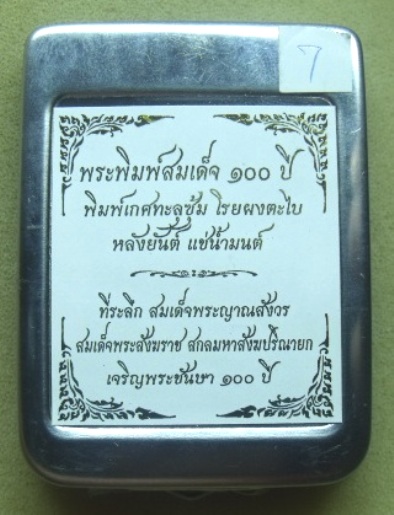 7
พระพิมพ์สมเด็จ ๑๐๐ ปี
พิมพ์เกศทะลุซุ้ม โรยผงตะไบ
หลังยันต์ แช่น้ำมนต์
ที่ระลึก สมเด็จพระญาณสังวร
สมเด็จพระสังฆราช สกลมหาสังฆปริณายก
เจริญพระชันษา ๑๐๐ ปี